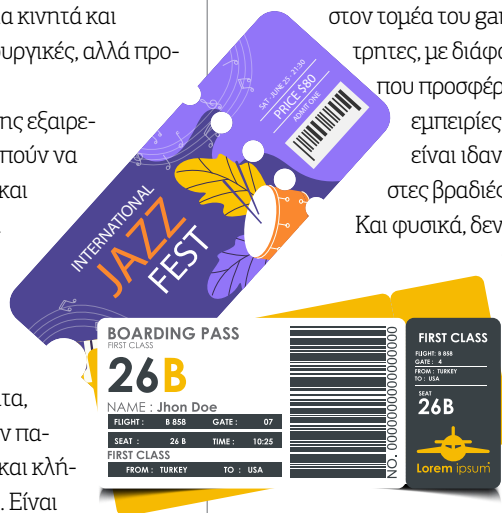 α κινητά και
ουργικές, αλλά προ-
ης εξαιρε-
πούν να
και
τα,
ν πα-
και κλή-
. Είναι
στον τομέα του gam
τρητες, με διάφο
που προσφέρ
εμπειρίες
είναι ιδαν
στες βραδιές
Και φυσικά, δεν
SAT, JUNE 25 - 21:30
PRICE $80
ADMIT ONE
INTERNATIONAL
JAZZ
FEST
BOARDING PASS
FIRST CLASS
26B
NAME : Jhon Doe
FLIGHT : B 858 GATE : 07
SEAT : 26 B TIME : 10:25
FIRST CLASS
FROM : TURKEY TO : USA
NO. 0000000000000000000
FIRST CLASS
FLIGHT: B 858
GATE : 4
FROM : TURKEY
TO : USA
SEAT
26B
Lorem ipsum